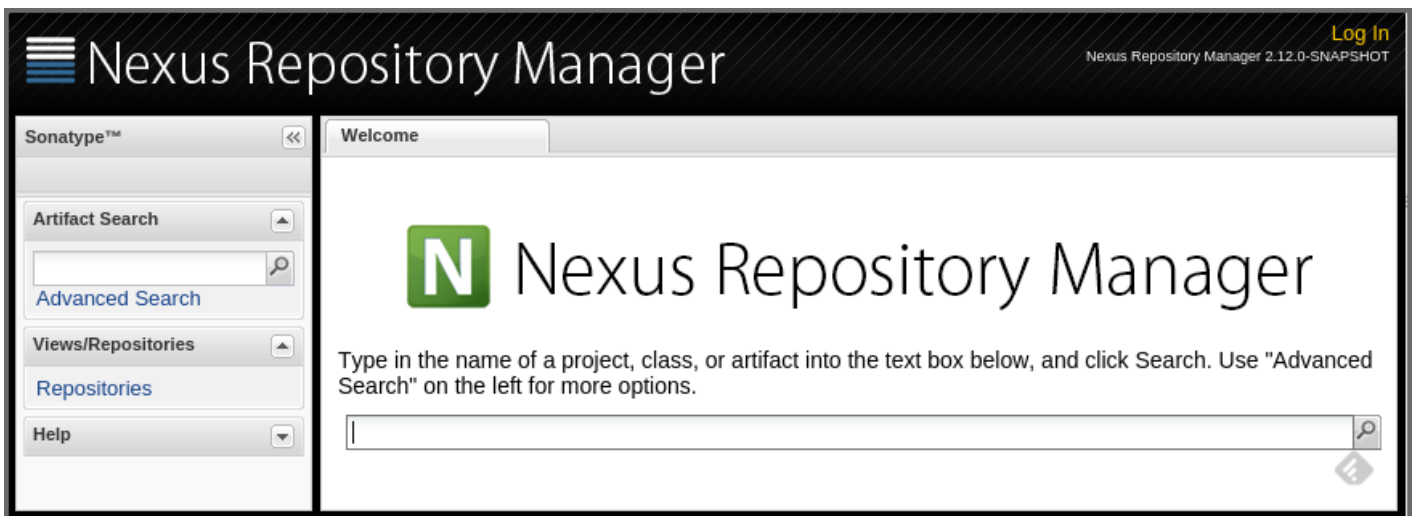 Nexus Repository Manager
Log In
Nexus Repository Manager 2.12.0-SNAPSHOT
Sonatype™
Welcome
Artifact Search
Advanced Search
Views/Repositories
Repositories
Help
N Nexus Repository Manager
Type in the name of a project, class, or artifact into the text box below, and click Search. Use "Advanced
Search" on the left for more options.